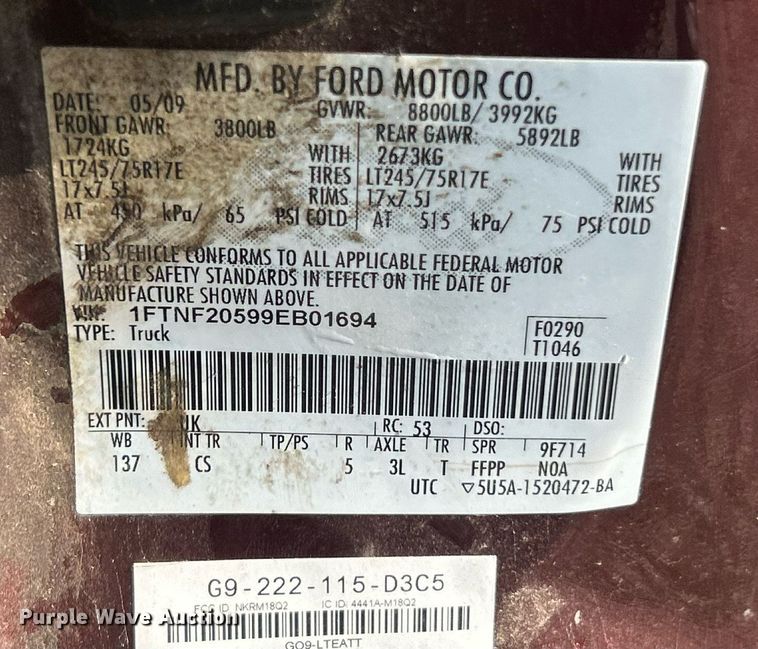 MFD. BY FORD MOTOR CO.
DATE: 05/09 GVWR: 8800LB/ 3992KG
FRONT GAWR: 3800LB REAR GAWR: 5892LB
1724KG WITH 2673KG WITH
LT245/75R17E TIRES LT245/75R17E TIRES
17x7.5J RIMS 17x7.5J RIMS
AT 450 kPa/ 65 PSI COLD AT 515 kPa/ 75 PSI COLD
THIS VEHICLE CONFORMS TO ALL APPLICABLE FEDERAL MOTOR
VEHICLE SAFETY STANDARDS IN EFFECT ON THE DATE OF
MANUFACTURE SHOWN ABOVE.
VIN: 1FTNF20599EB01694 F0290
TYPE: Truck T1046
EXT PNT: UK RC: 53 DSO:
WB INT TR TP/PS R AXLE TR SPR 9F714
137 CS 5 3L T FFPP NOA
UTC ▽5U5A-1520472-BA
G9-222-115-D3C5
FCC ID NKRM18Q2 IC ID: 4441A-M18Q2
GO9-LTEATT
Purple Wave Auction